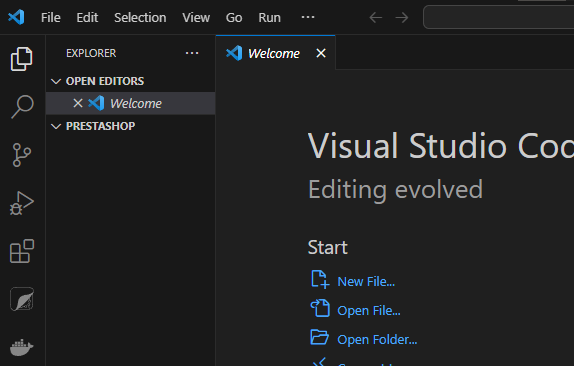 File Edit Selection View Go Run ···
EXPLORER ···
OPEN EDITORS
Welcome
PRESTASHOP
Welcome
Visual Studio
Editing evolved
Start
New File...
Open File...
Open Folder...